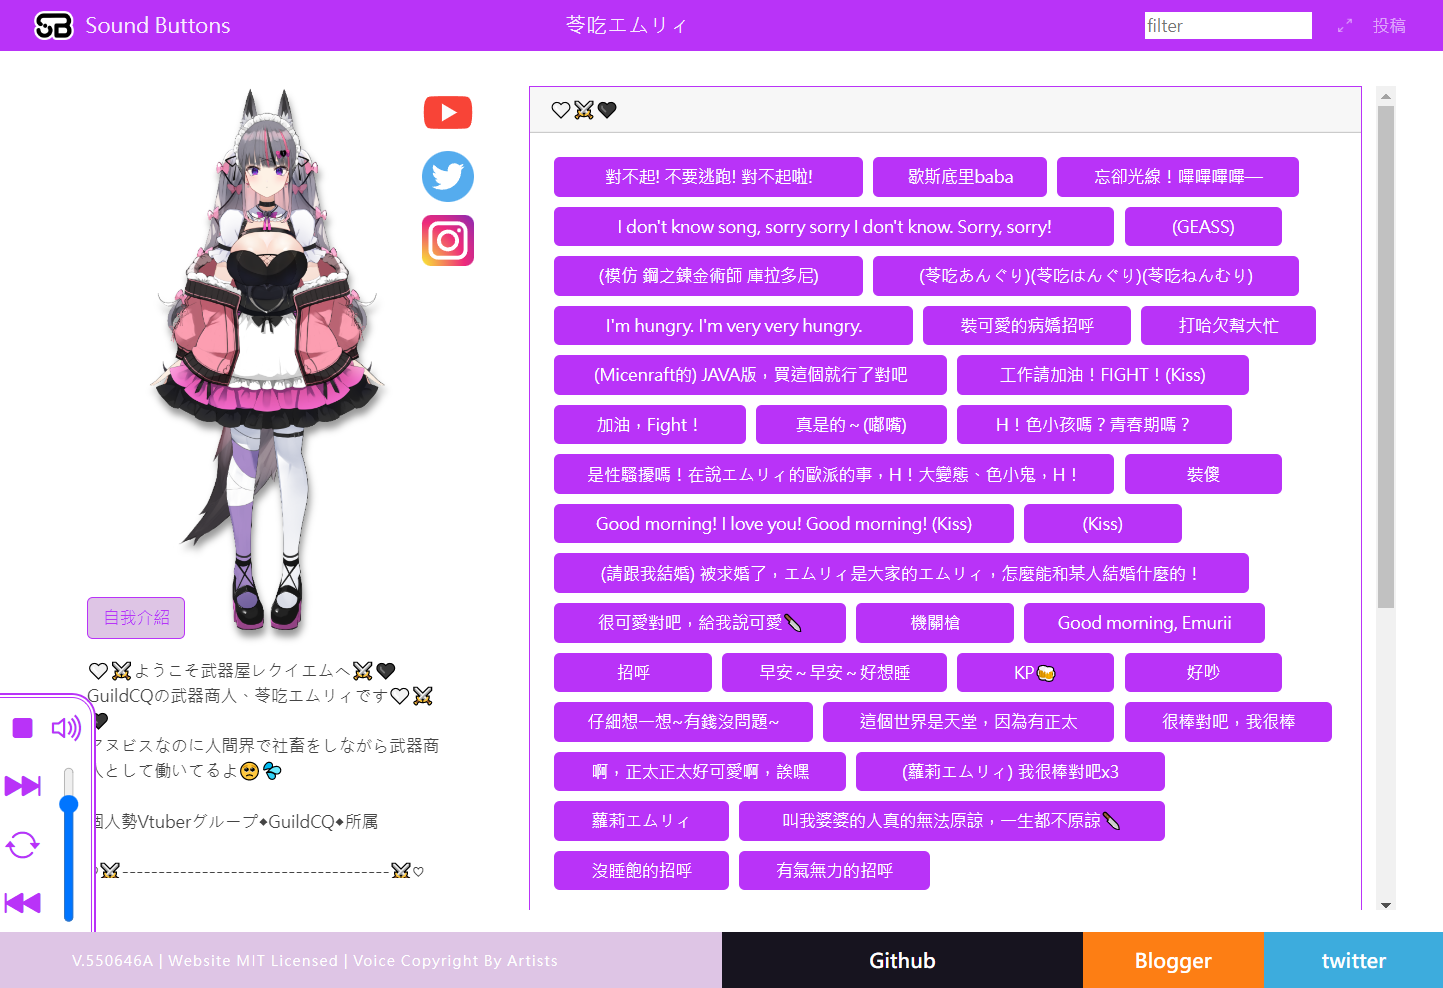 SB Sound Buttons
苓吃エムリィ
filter
投稿
♡⚔️🖤
對不起! 不要逃跑! 對不起啦!
歇斯底里baba
忘卻光線！嗶嗶嗶嗶──
I don't know song, sorry sorry I don't know. Sorry, sorry!
(GEASS)
(模仿 鋼之鍊金術師 庫拉多尼)
(苓吃あんぐり)(苓吃はんぐり)(苓吃ねんむり)
I'm hungry. I'm very very hungry.
裝可愛的病嬌招呼
打哈欠幫大忙
(Micenraft的) JAVA版，買這個就行了對吧
工作請加油！FIGHT！(Kiss)
加油，Fight！
真是的～(嘟嘴)
H！色小孩嗎？青春期嗎？
是性騷擾嗎！在說エムリィ的歐派的事，H！大變態、色小鬼，H！
裝傻
Good morning! I love you! Good morning! (Kiss)
(Kiss)
(請跟我結婚) 被求婚了，エムリィ是大家的エムリィ，怎麼能和某人結婚什麼的！
很可愛對吧，給我說可愛🔪
機關槍
Good morning, Emurii
招呼
早安～早安～好想睡
KP🍻
好吵
仔細想一想~有錢沒問題~
這個世界是天堂，因為有正太
很棒對吧，我很棒
啊，正太正太好可愛啊，誒嘿
(蘿莉エムリィ) 我很棒對吧x3
蘿莉エムリィ
叫我婆婆的人真的無法原諒，一生都不原諒🔪
沒睡飽的招呼
有氣無力的招呼
自我介紹
♡⚔️ようこそ武器屋レクイエムへ⚔️🖤
GuildCQの武器商人、苓吃エムリィです♡⚔️
🖤
アヌビスなのに人間界で社畜をしながら武器商
人として働いてるよ🥺💦
個人勢Vtuberグループ◆GuildCQ◆所属
♡⚔️-------------------------------------⚔️♡
V.550646A | Website MIT Licensed | Voice Copyright By Artists
Github
Blogger
twitter